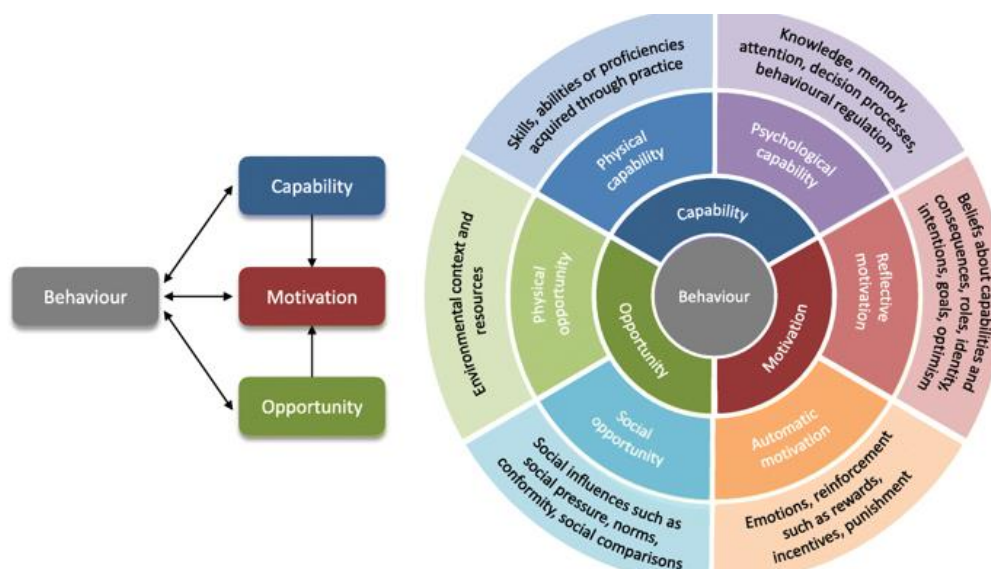 Capability
Behaviour
Motivation
Opportunity
Skills, abilities or proficiencies
acquired through practice
Knowledge, memory,
attention, decision processes,
behavioural regulation
Physical
capability
Psychological
capability
Capability
Environmental context and
resources
Physical
opportunity
Opportunity
Behaviour
Motivation
Reflective
motivation
Beliefs about capabilities and
consequences, roles, identity,
intentions, goals, optimism
Social
opportunity
Automatic
motivation
Social influences such as
social pressure, norms,
conformity, social comparisons
Emotions, reinforcement
such as rewards,
incentives, punishment